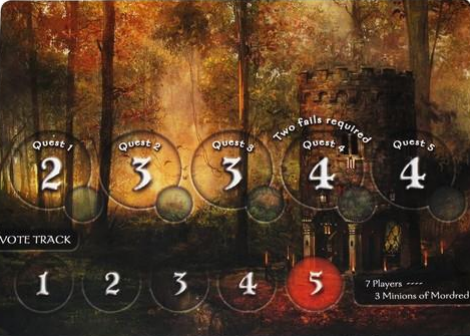 Two fails required
Quest 1 Quest 2 Quest 3 Quest 4 Quest 5
2 3 3 4 4
VOTE TRACK
1 2 3 4 5
7 Players ----
3 Minions of Mordred